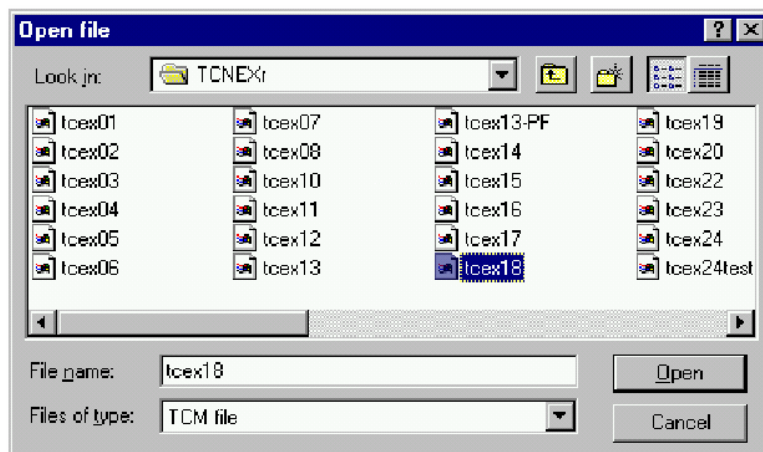 Open file
Look in: TCNEX\r
tcex01 tcex07 tcex13-PF tcex19
tcex02 tcex08 tcex14 tcex20
tcex03 tcex10 tcex15 tcex22
tcex04 tcex11 tcex16 tcex23
tcex05 tcex12 tcex17 tcex24
tcex06 tcex13 tcex18 tcex24test
File name: tcex18 Open
Files of type: TCM file Cancel